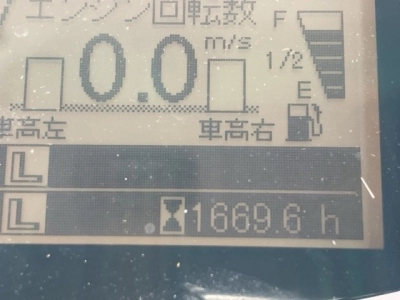 エンジン回転数
F
0.0 m/s
1/2
E
車高左 車高右
L
L 1669.6 h